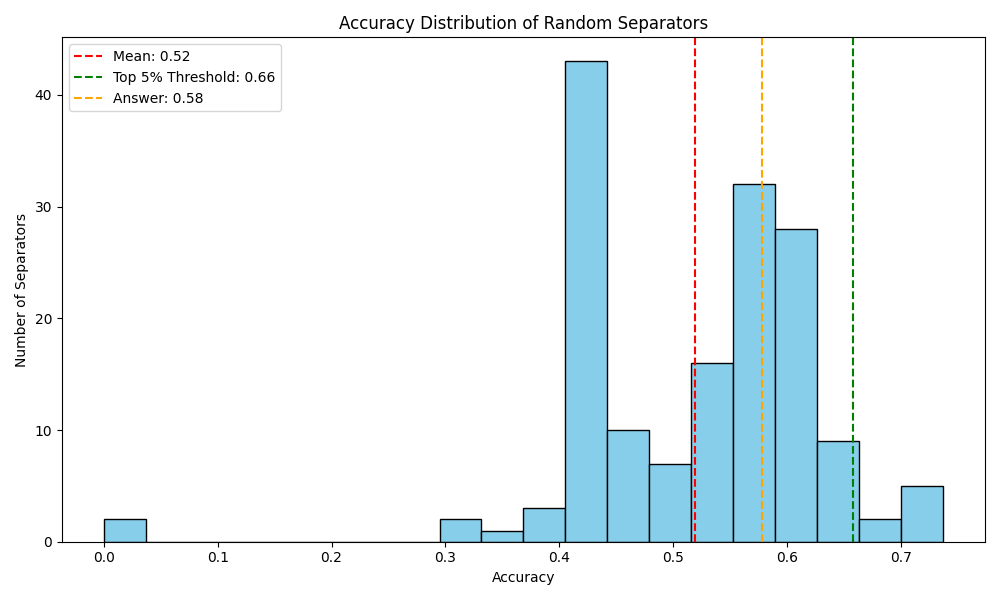 Accuracy Distribution of Random Separators
Mean: 0.52
Top 5% Threshold: 0.66
Answer: 0.58
Number of Separators
40
30
20
10
0
0.0 0.1 0.2 0.3 0.4 0.5 0.6 0.7
Accuracy